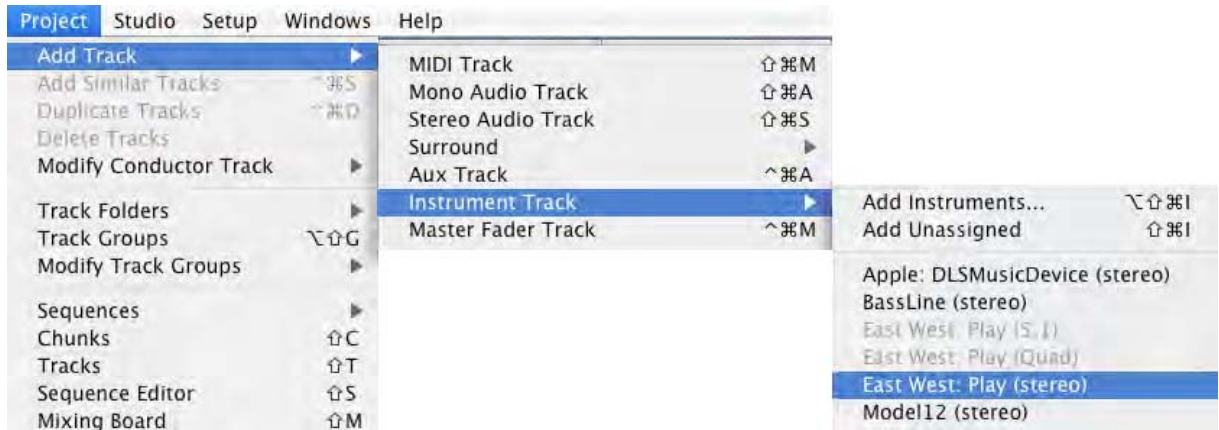 Project Studio Setup Windows Help
Add Track
Add Similar Tracks ⌃⌘S
Duplicate Tracks ⌃⌘D
Delete Tracks
Modify Conductor Track
Track Folders
Track Groups ⌥⇧G
Modify Track Groups
Sequences
Chunks ⇧C
Tracks ⇧T
Sequence Editor ⇧S
Mixing Board ⇧M
MIDI Track ⇧⌘M
Mono Audio Track ⇧⌘A
Stereo Audio Track ⇧⌘S
Surround
Aux Track ^⌘A
Instrument Track
Master Fader Track ^⌘M
Add Instruments... ⌥⇧⌘I
Add Unassigned ⇧⌘I
Apple: DLSMusicDevice (stereo)
BassLine (stereo)
East West: Play (5.1)
East West: Play (Quad)
East West: Play (stereo)
Model12 (stereo)